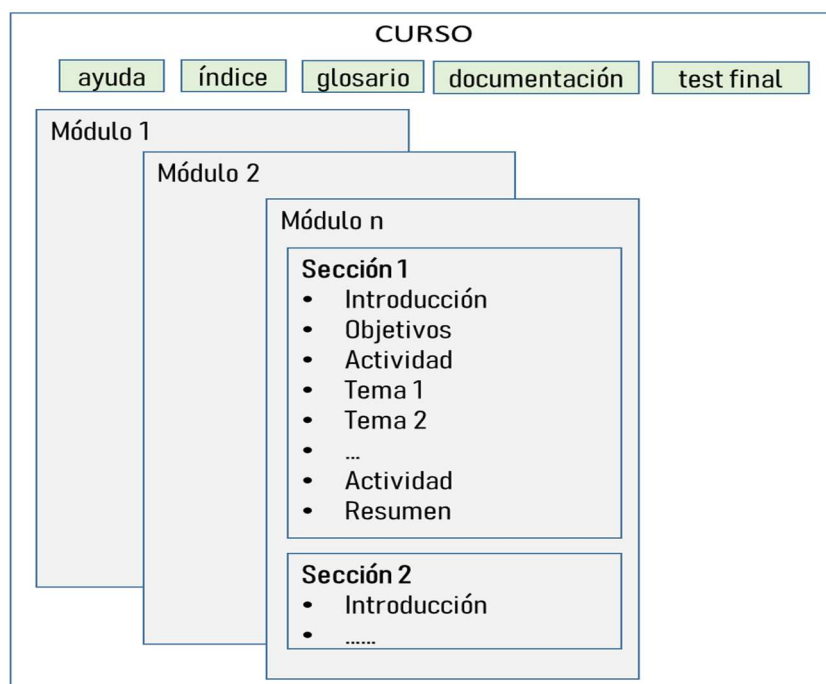 CURSO
ayuda índice glosario documentación test final
Módulo 1
Módulo 2
Módulo n
Sección 1
• Introducción
• Objetivos
• Actividad
• Tema 1
• Tema 2
• ...
• Actividad
• Resumen
Sección 2
• Introducción
• ......